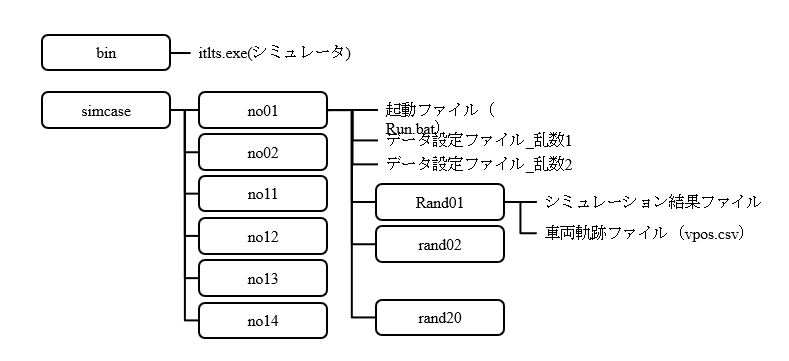 bin
itlts.exe(シミュレータ)
simcase
no01
起動ファイル（
Run.bat）
no02
データ設定ファイル_乱数1
データ設定ファイル_乱数2
no11
Rand01
シミュレーション結果ファイル
no12
rand02
車両軌跡ファイル（vpos.csv）
no13
no14
rand20